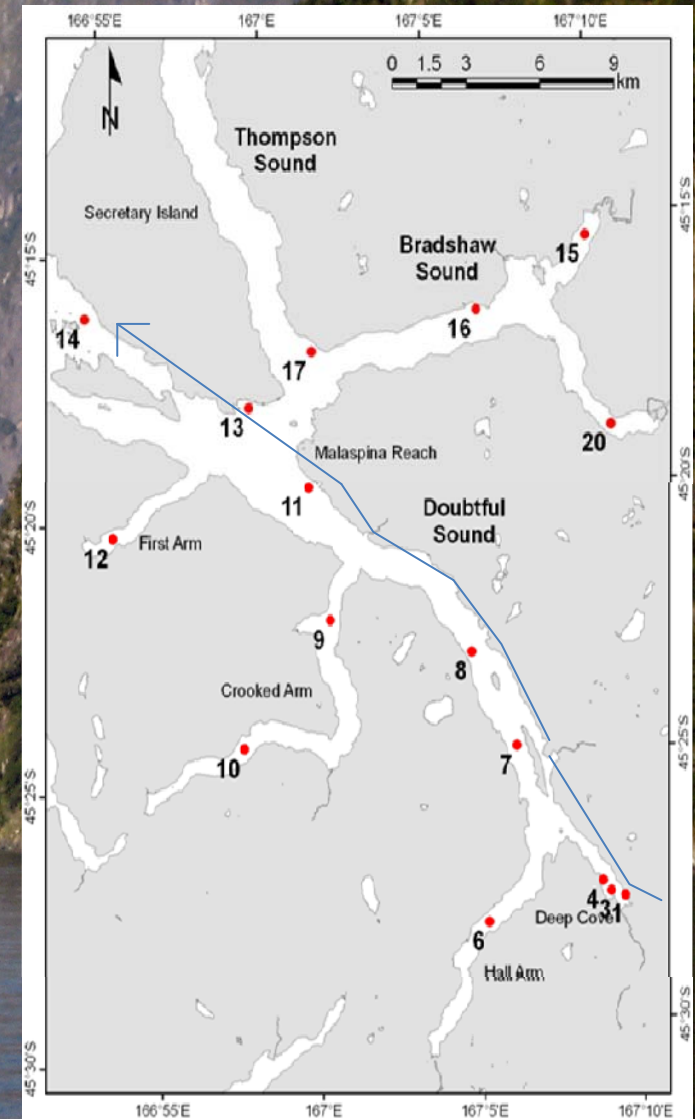 166°55'E 167°E 167°5'E 167°10'E
0 1.5 3 6 9
km
N
Thompson
Sound
Secretary Island
45°15'S
45°15'S
15
Bradshaw
Sound
14
16
17
13
20
Malaspina Reach
45°20'S
11
Doubtful
Sound
45°20'S
12
First Arm
9
8
Crooked Arm
10
7
45°25'S
45°25'S
4 3 1
Deep Cove
6
Hall Arm
45°30'S
45°30'S
166°55'E 167°E 167°5'E 167°10'E